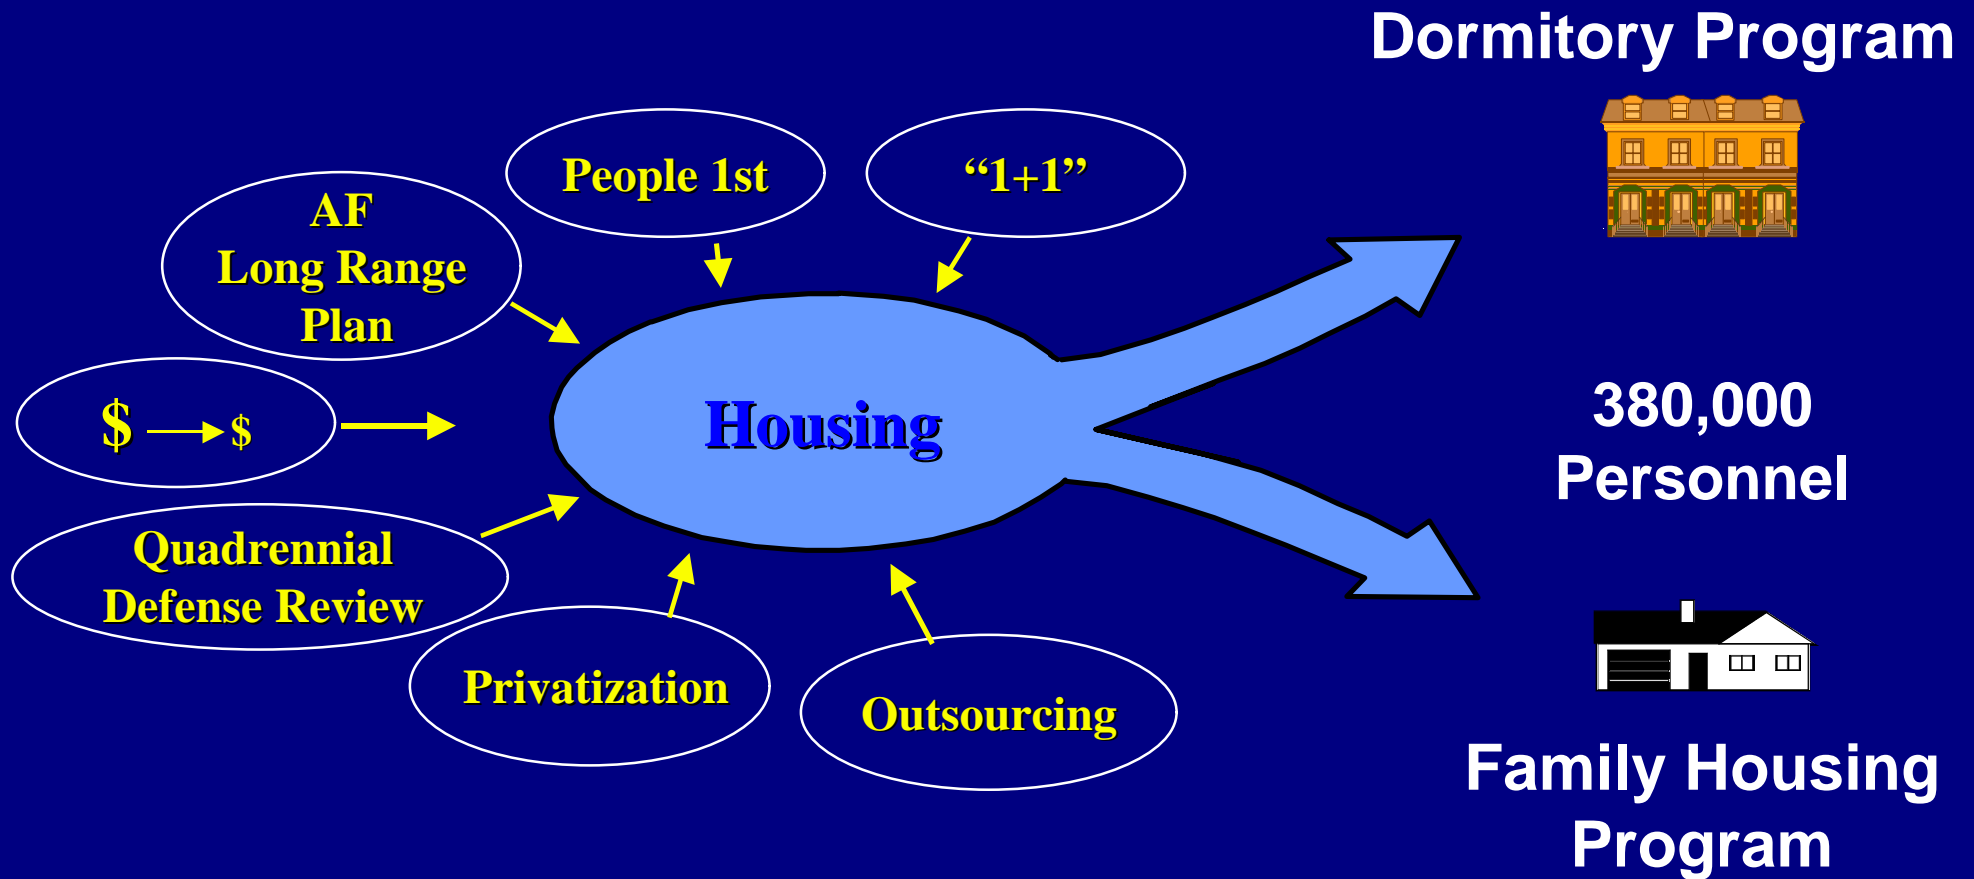 Dormitory Program
People 1st
“1+1”
AF
Long Range
Plan
$ $
Housing
380,000
Personnel
Quadrennial
Defense Review
Privatization
Outsourcing
Family Housing
Program